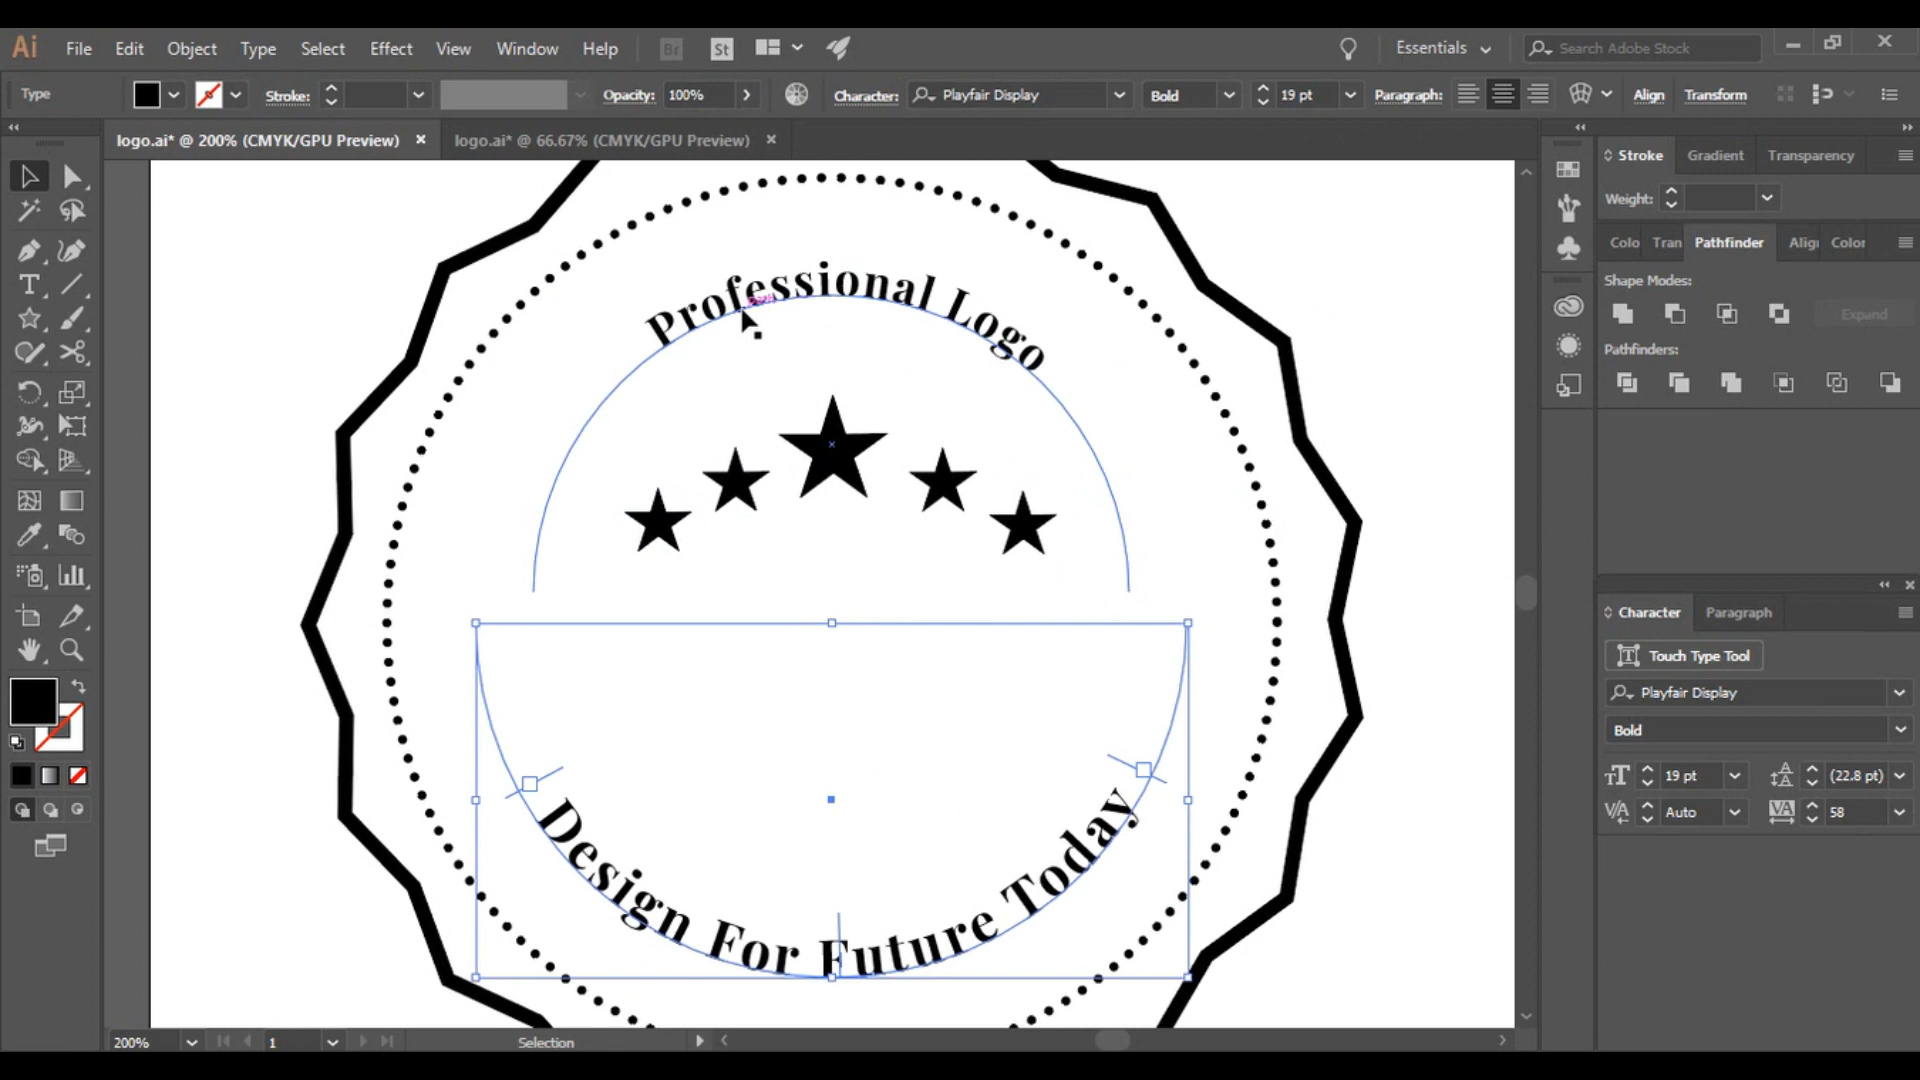 Ai File Edit Object Type Select Effect View Window Help Br St Essentials Search Adobe Stock
Type Stroke: Opacity: 100% Character: Playfair Display Bold 19 pt Paragraph: Align Transform
logo.ai* @ 200% (CMYK/GPU Preview) × logo.ai* @ 66.67% (CMYK/GPU Preview) ×
Stroke Gradient Transparency
Weight:
Colo Tran Pathfinder Alig Color
Shape Modes:
Expand
Pathfinders:
Professional Logo
Design For Future Today
Character Paragraph
Touch Type Tool
Playfair Display
Bold
19 pt (22.8 pt)
Auto 58
200% 1 Selection